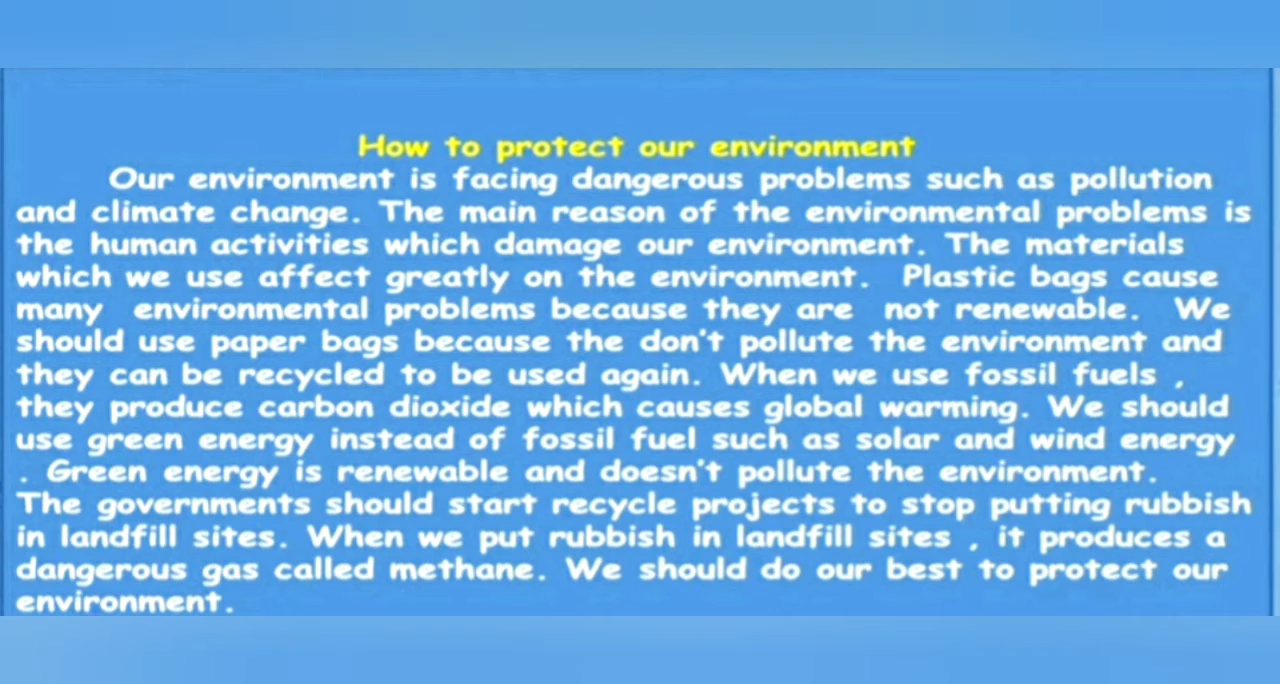 How to protect our environment
Our environment is facing dangerous problems such as pollution
and climate change. The main reason of the environmental problems is
the human activities which damage our environment. The materials
which we use affect greatly on the environment. Plastic bags cause
many environmental problems because they are not renewable. We
should use paper bags because the don't pollute the environment and
they can be recycled to be used again. When we use fossil fuels ,
they produce carbon dioxide which causes global warming. We should
use green energy instead of fossil fuel such as solar and wind energy
. Green energy is renewable and doesn't pollute the environment.
The governments should start recycle projects to stop putting rubbish
in landfill sites. When we put rubbish in landfill sites , it produces a
dangerous gas called methane. We should do our best to protect our
environment.